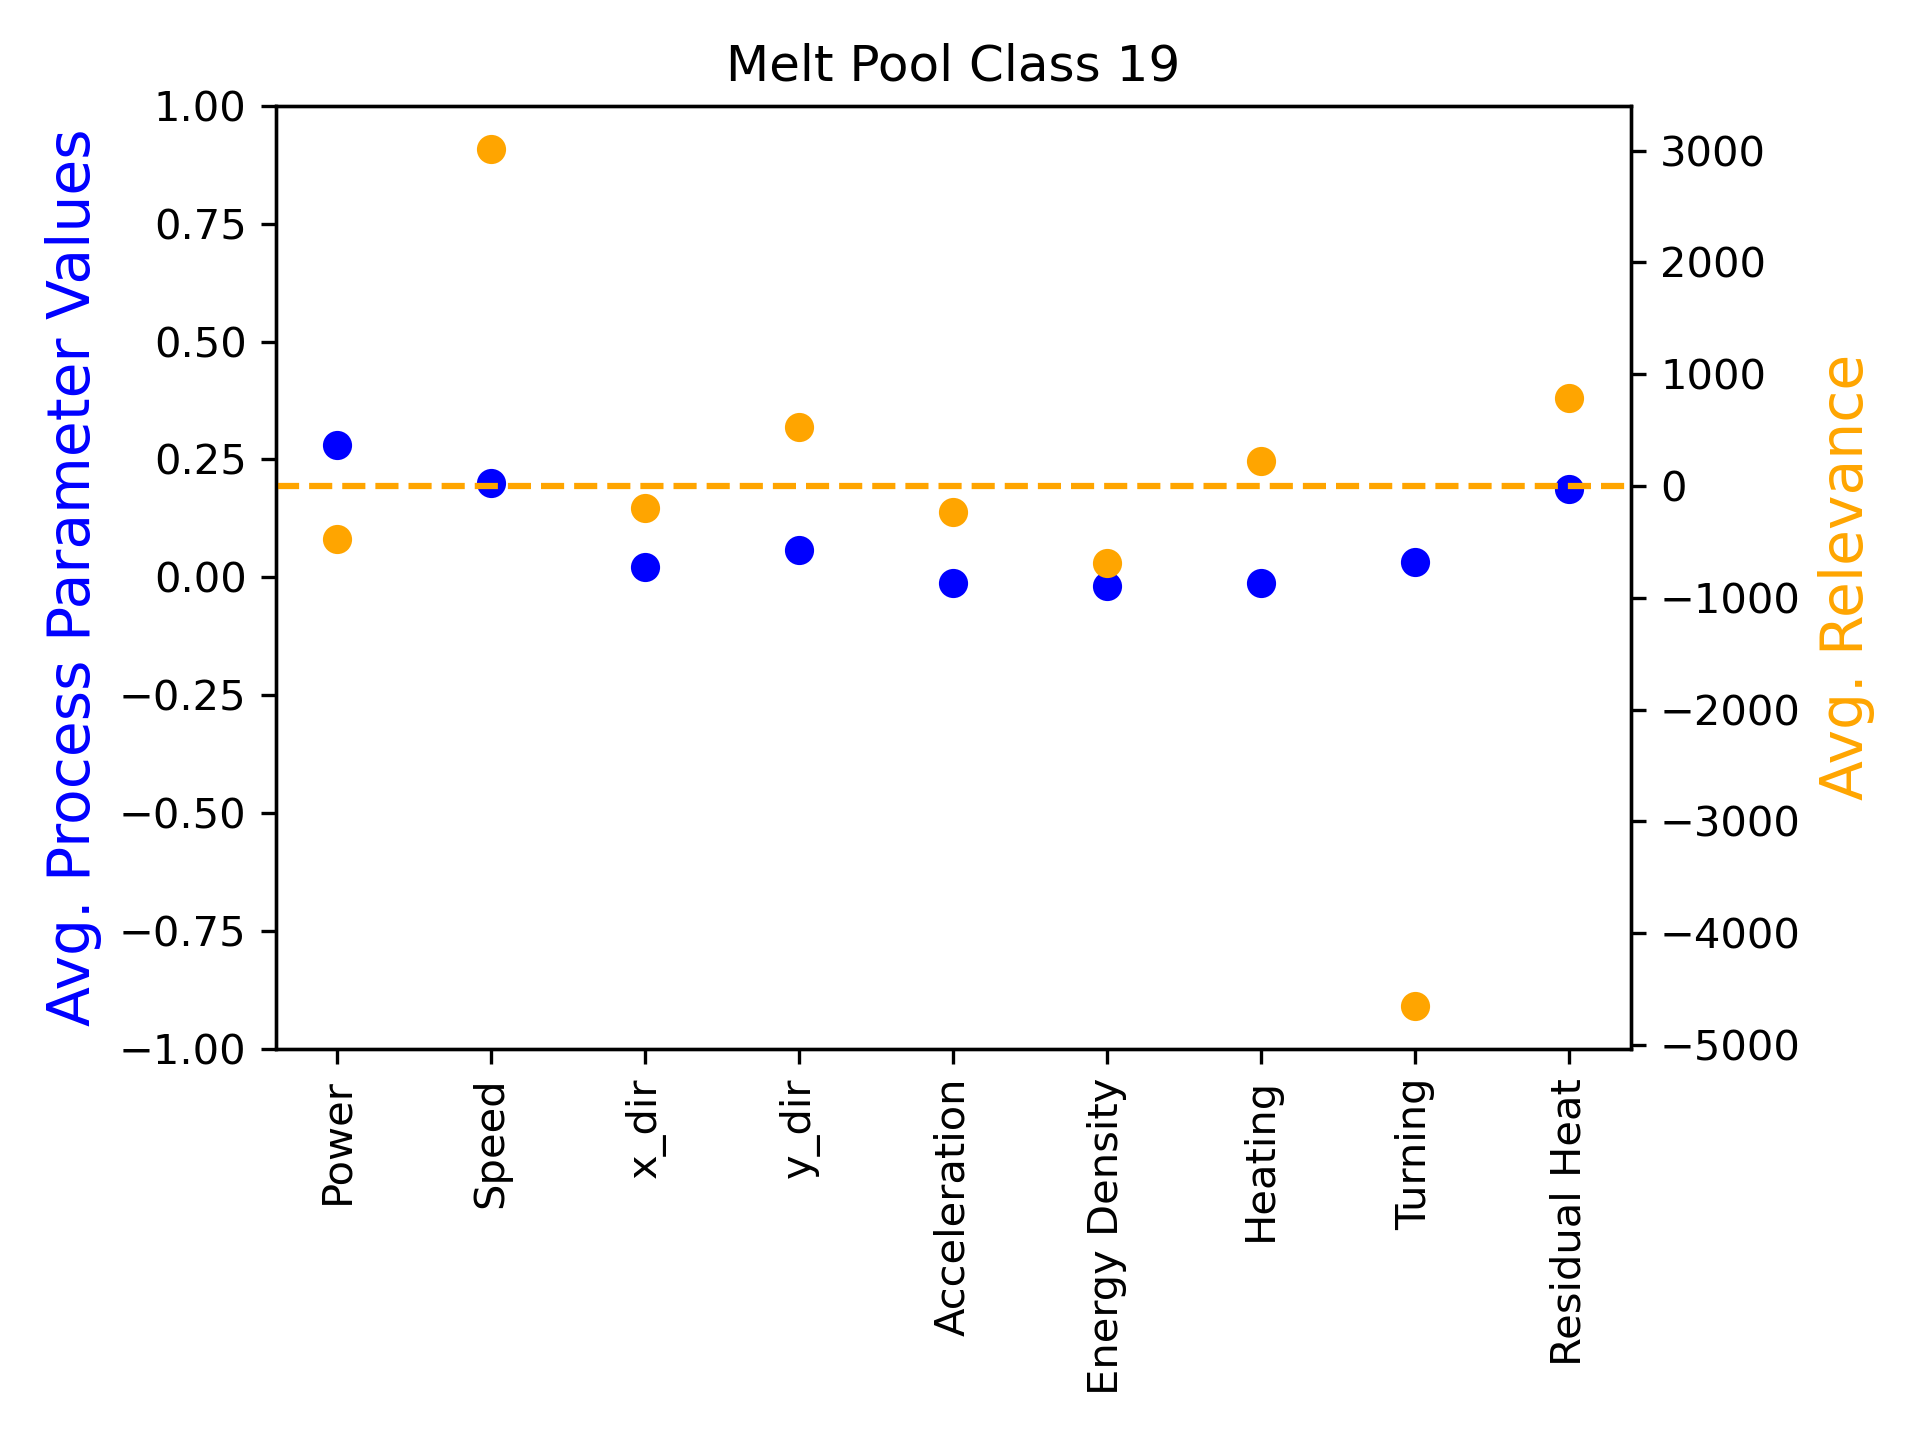 Melt Pool Class 19
Avg. Process Parameter Values
1.00
0.75
0.50
0.25
0.00
−0.25
−0.50
−0.75
−1.00
3000
2000
1000
0
−1000
−2000
−3000
−4000
−5000
Avg. Relevance
Power
Speed
x_dir
y_dir
Acceleration
Energy Density
Heating
Turning
Residual Heat